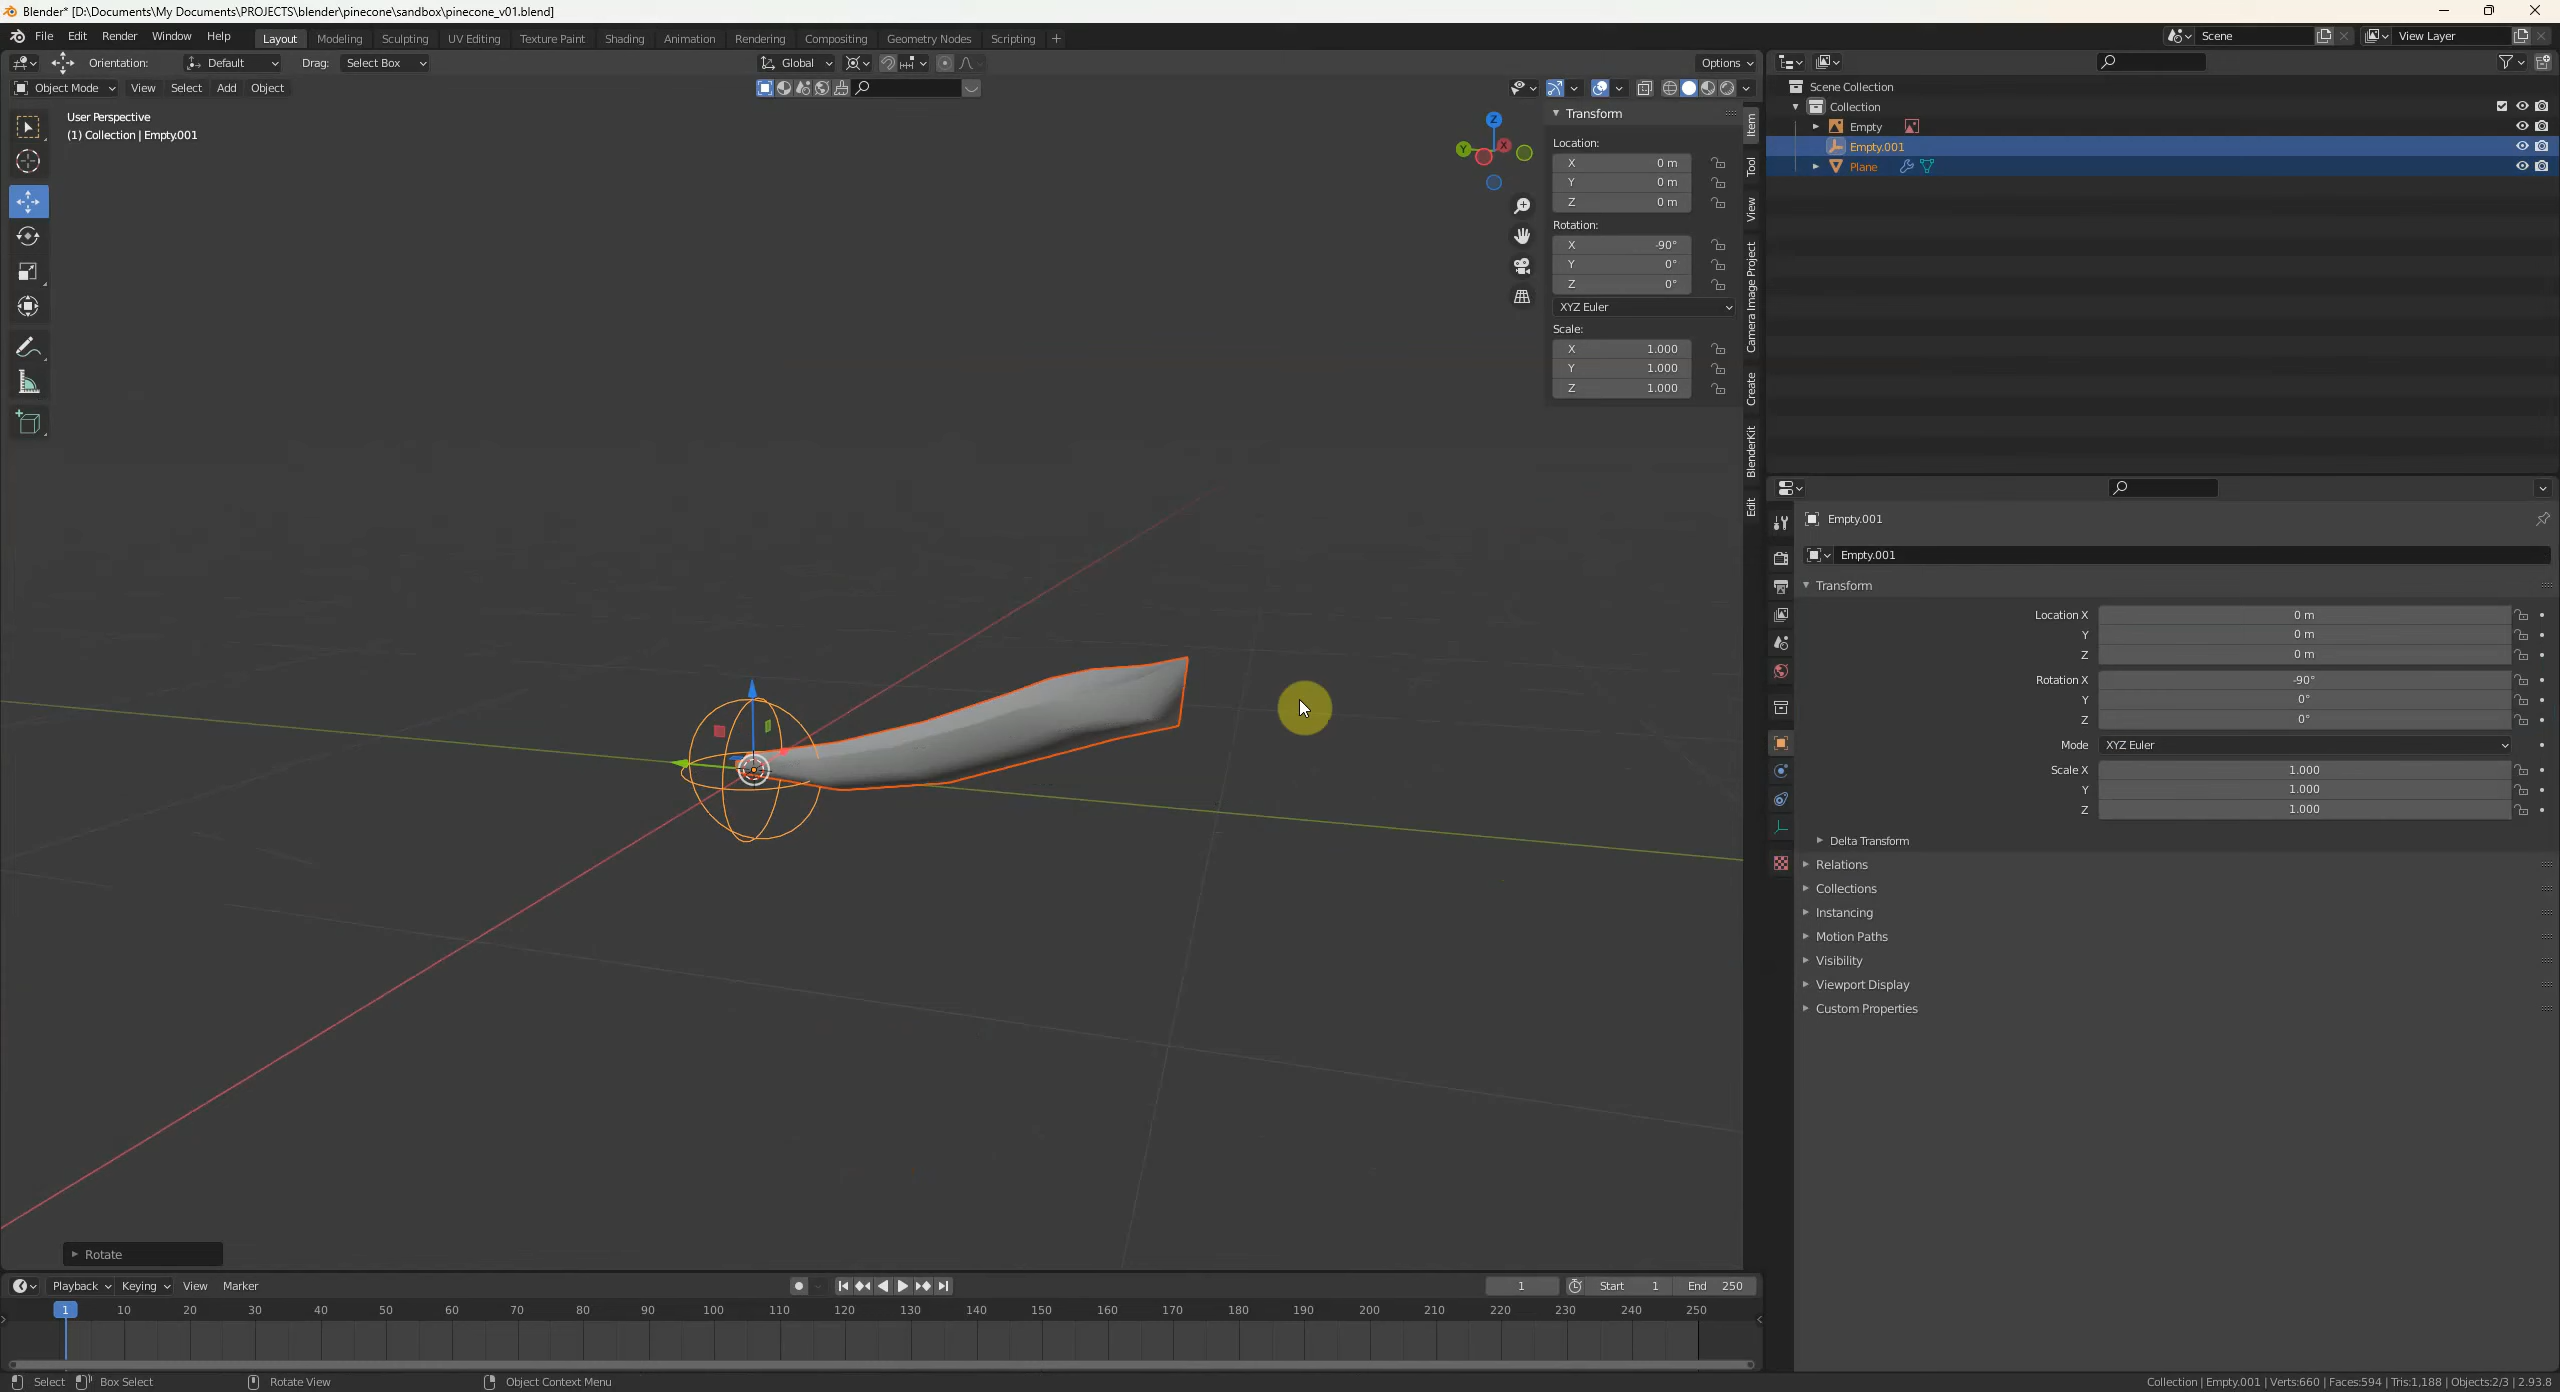 Blender* [D:\Documents\My Documents\PROJECTS\blender\pinecone\sandbox\pinecone_v01.blend]
File Edit Render Window Help Layout Modeling Sculpting UV Editing Texture Paint Shading Animation Rendering Compositing Geometry Nodes Scripting + Scene View Layer
Orientation: Default Drag: Select Box Global Options
Object Mode View Select Add Object
User Perspective
(1) Collection | Empty.001
Z
Y
X
Transform
Location:
X 0 m
Y 0 m
Z 0 m
Rotation:
X -90°
Y 0°
Z 0°
XYZ Euler
Scale:
X 1.000
Y 1.000
Z 1.000
Item
Tool
View
Camera Image Project
Create
BlenderKit
Edit
Scene Collection
Collection
Empty
Empty.001
Plane
Empty.001
Empty.001
Transform
Location X 0 m
Y 0 m
Z 0 m
Rotation X -90°
Y 0°
Z 0°
Mode XYZ Euler
Scale X 1.000
Y 1.000
Z 1.000
Delta Transform
Relations
Collections
Instancing
Motion Paths
Visibility
Viewport Display
Custom Properties
Rotate
Playback Keying View Marker 1 Start 1 End 250
1 10 20 30 40 50 60 70 80 90 100 110 120 130 140 150 160 170 180 190 200 210 220 230 240 250
Select Box Select Rotate View Object Context Menu Collection | Empty.001 | Verts:660 | Faces:594 | Tris:1,188 | Objects:2/3 | 2.93.8